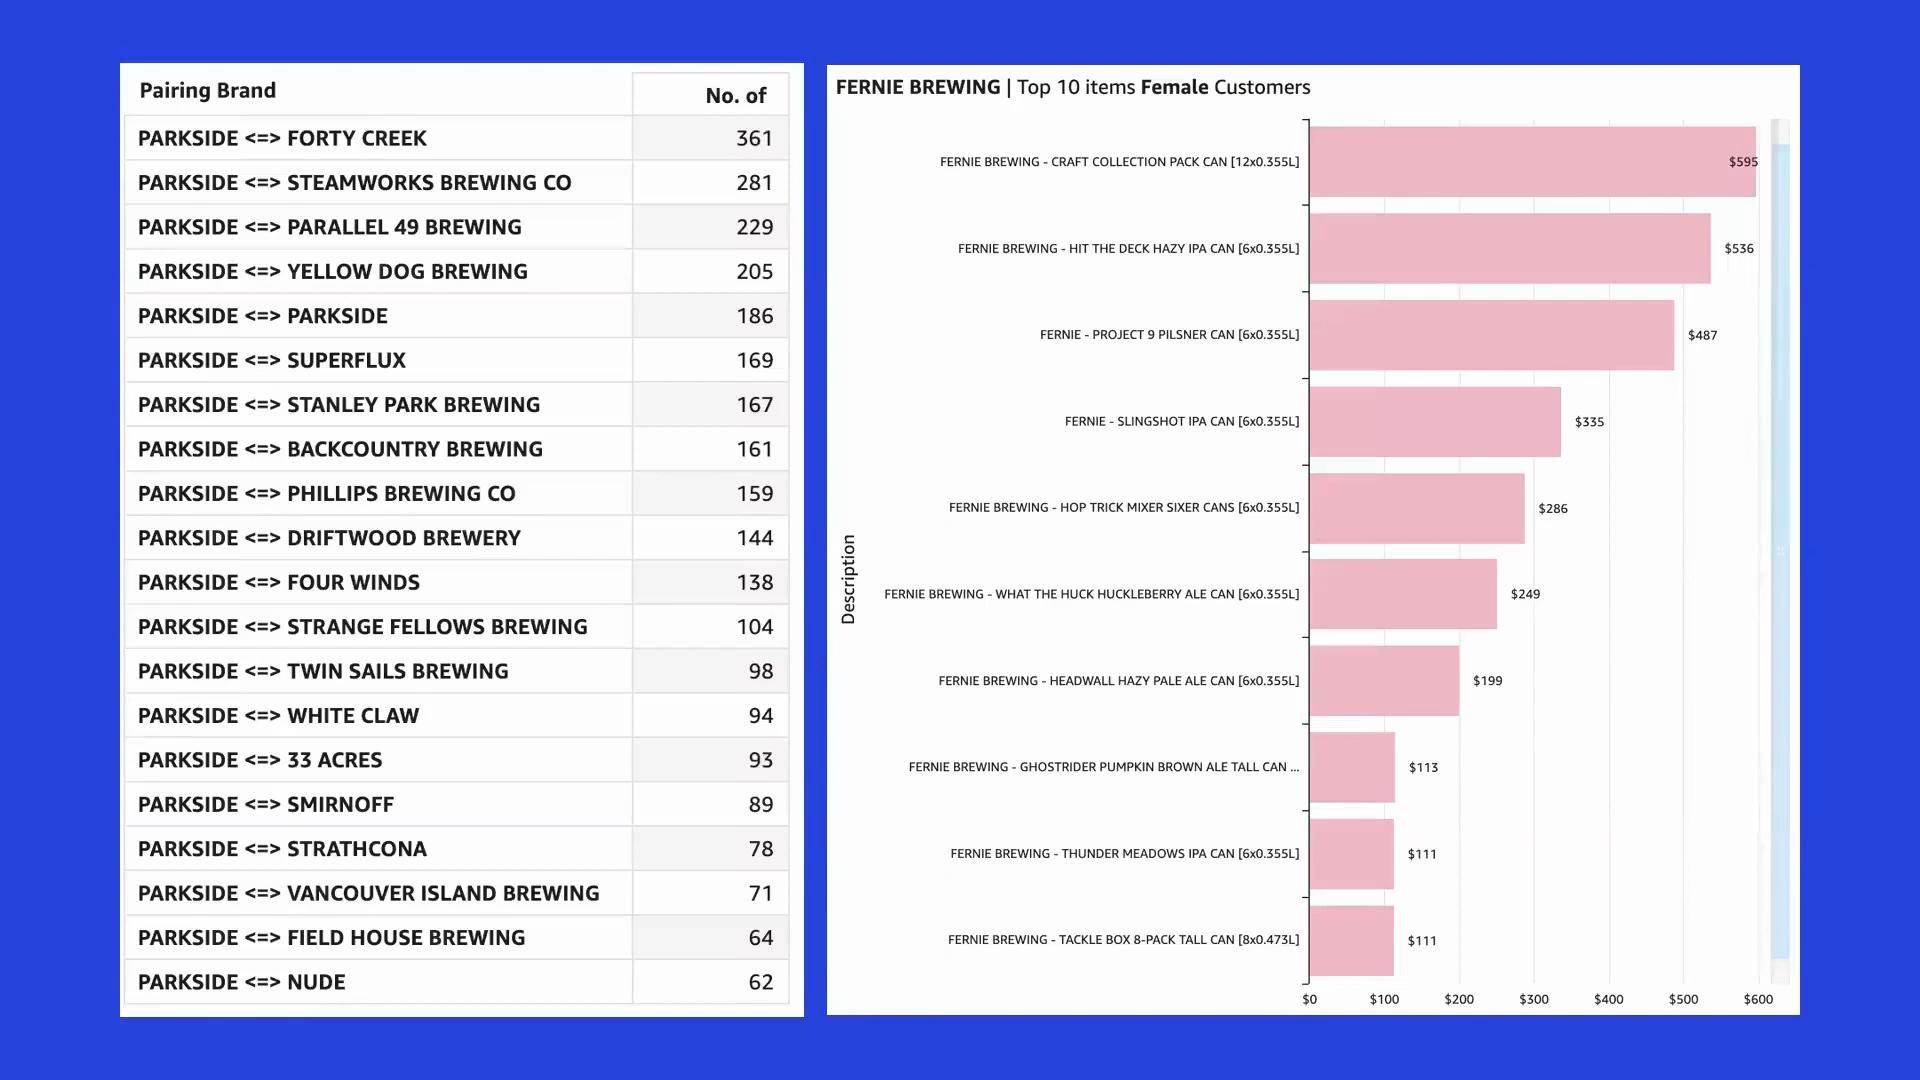 Pairing Brand No. of
PARKSIDE <=> FORTY CREEK 361
PARKSIDE <=> STEAMWORKS BREWING CO 281
PARKSIDE <=> PARALLEL 49 BREWING 229
PARKSIDE <=> YELLOW DOG BREWING 205
PARKSIDE <=> PARKSIDE 186
PARKSIDE <=> SUPERFLUX 169
PARKSIDE <=> STANLEY PARK BREWING 167
PARKSIDE <=> BACKCOUNTRY BREWING 161
PARKSIDE <=> PHILLIPS BREWING CO 159
PARKSIDE <=> DRIFTWOOD BREWERY 144
PARKSIDE <=> FOUR WINDS 138
PARKSIDE <=> STRANGE FELLOWS BREWING 104
PARKSIDE <=> TWIN SAILS BREWING 98
PARKSIDE <=> WHITE CLAW 94
PARKSIDE <=> 33 ACRES 93
PARKSIDE <=> SMIRNOFF 89
PARKSIDE <=> STRATHCONA 78
PARKSIDE <=> VANCOUVER ISLAND BREWING 71
PARKSIDE <=> FIELD HOUSE BREWING 64
PARKSIDE <=> NUDE 62
FERNIE BREWING | Top 10 items Female Customers
Description
FERNIE BREWING - CRAFT COLLECTION PACK CAN [12x0.355L] $595
FERNIE BREWING - HIT THE DECK HAZY IPA CAN [6x0.355L] $536
FERNIE - PROJECT 9 PILSNER CAN [6x0.355L] $487
FERNIE - SLINGSHOT IPA CAN [6x0.355L] $335
FERNIE BREWING - HOP TRICK MIXER SIXER CANS [6x0.355L] $286
FERNIE BREWING - WHAT THE HUCK HUCKLEBERRY ALE CAN [6x0.355L] $249
FERNIE BREWING - HEADWALL HAZY PALE ALE CAN [6x0.355L] $199
FERNIE BREWING - GHOSTRIDER PUMPKIN BROWN ALE TALL CAN ... $113
FERNIE BREWING - THUNDER MEADOWS IPA CAN [6x0.355L] $111
FERNIE BREWING - TACKLE BOX 8-PACK TALL CAN [8x0.473L] $111
$0 $100 $200 $300 $400 $500 $600